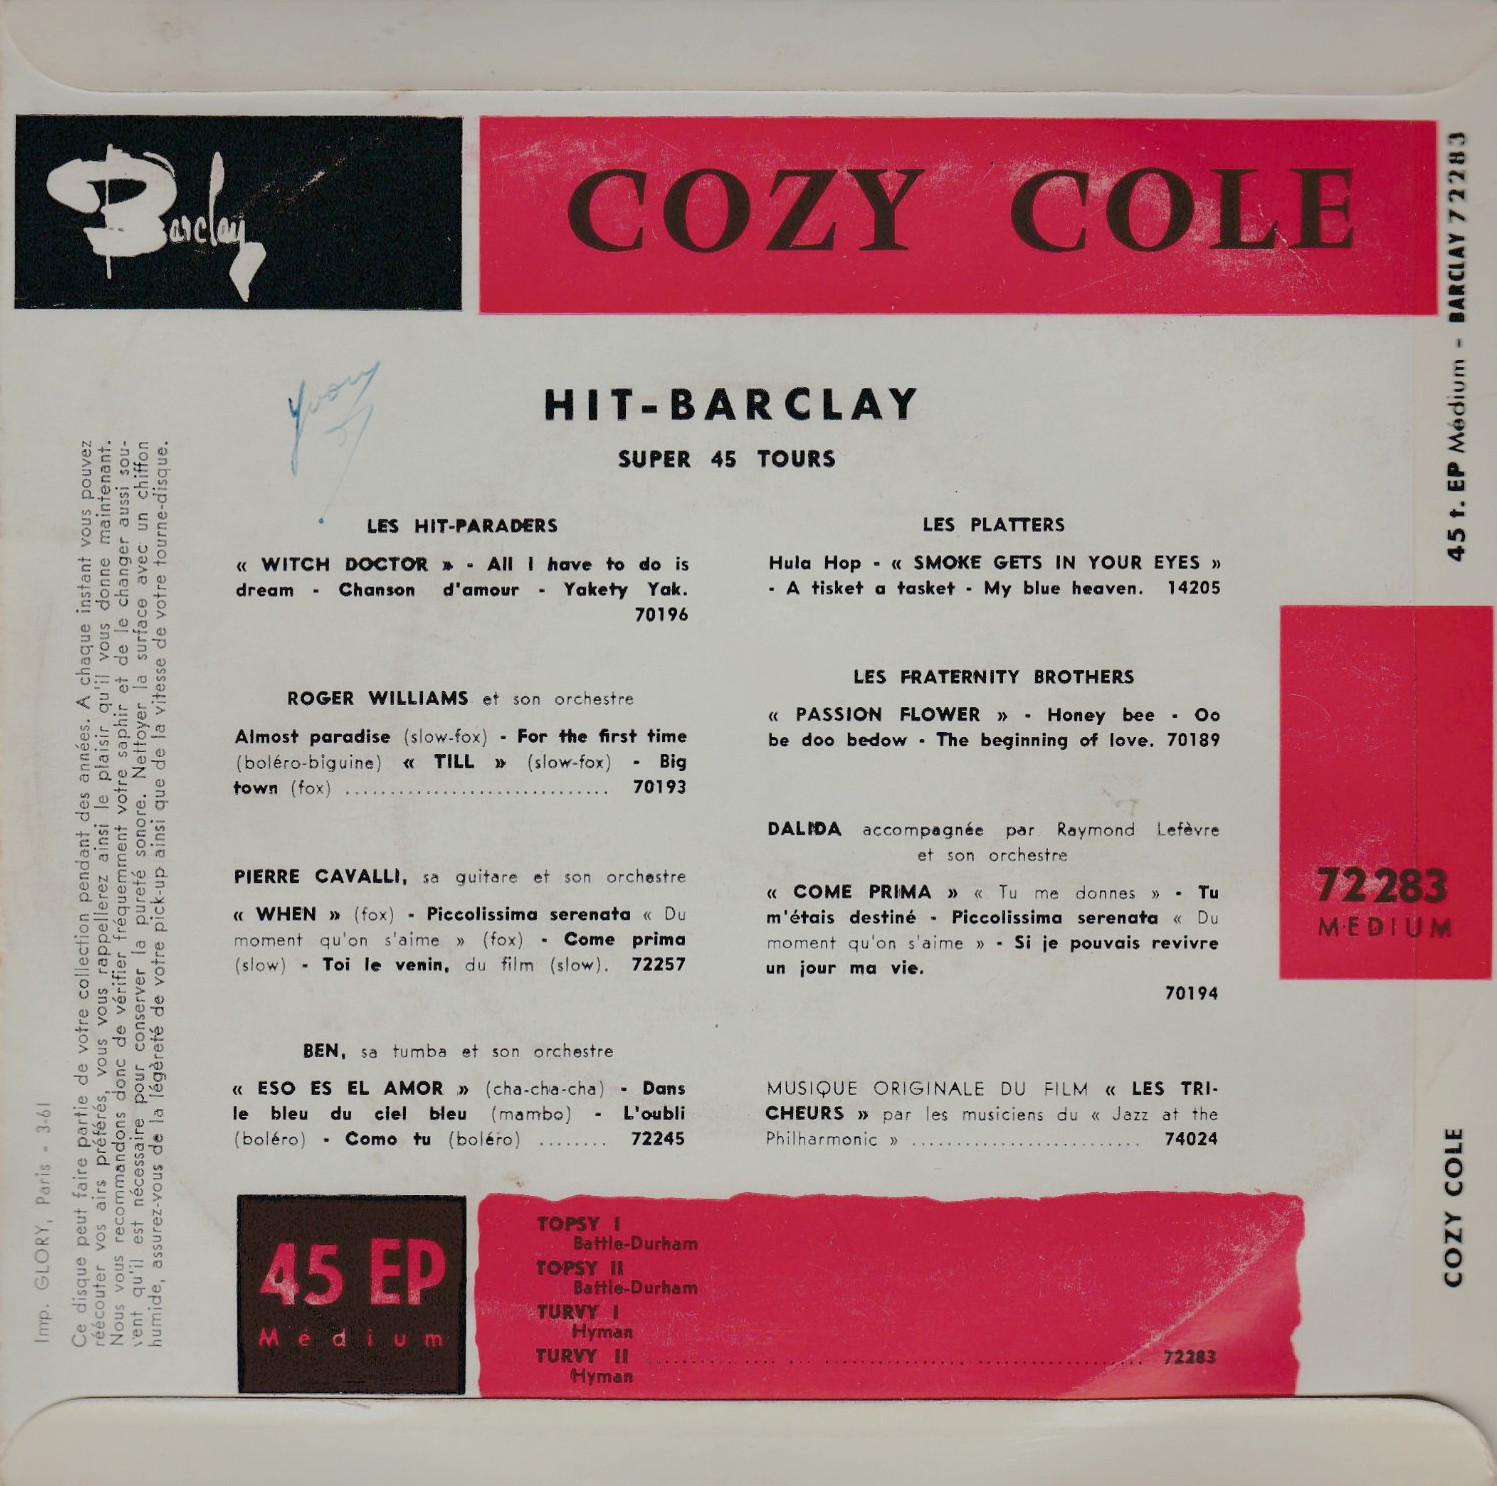 Barclay
COZY COLE
HIT-BARCLAY
SUPER 45 TOURS
LES HIT-PARADERS
« WITCH DOCTOR » - All I have to do is
dream - Chanson d'amour - Yakety Yak.
70196
ROGER WILLIAMS et son orchestre
Almost paradise (slow-fox) - For the first time
(boléro-biguine) « TILL » (slow-fox) - Big
town (fox) .............................. 70193
PIERRE CAVALLI, sa guitare et son orchestre
« WHEN » (fox) - Piccolissima serenata « Du
moment qu'on s'aime » (fox) - Come prima
(slow) - Toi le venin, du film (slow). 72257
BEN, sa tumba et son orchestre
« ESO ES EL AMOR » (cha-cha-cha) - Dans
le bleu du ciel bleu (mambo) - L'oubli
(boléro) - Como tu (boléro) ........ 72245
LES PLATTERS
Hula Hop - « SMOKE GETS IN YOUR EYES »
- A tisket a tasket - My blue heaven. 14205
LES FRATERNITY BROTHERS
« PASSION FLOWER » - Honey bee - Oo
be doo bedow - The beginning of love. 70189
DALIDA accompagnée par Raymond Lefèvre
et son orchestre
« COME PRIMA » « Tu me donnes » - Tu
m'étais destiné - Piccolissima serenata « Du
moment qu'on s'aime » - Si je pouvais revivre
un jour ma vie.
70194
MUSIQUE ORIGINALE DU FILM « LES TRI-
CHEURS » par les musiciens du « Jazz at the
Philharmonic » .......................... 74024
45 EP
Médium
TOPSY I
Battle-Durham
TOPSY II
Battle-Durham
TURVY I
Hyman
TURVY II ........................................ 72283
Hyman
72283
MEDIUM
45 t. EP Médium - BARCLAY 72283
COZY COLE
Imp. GLORY, Paris - 3-61
Ce disque peut faire partie de votre collection pendant des années. A chaque instant vous pouvez
réécouter vos airs préférés, vous vous rappellerez ainsi le plaisir qu'il vous donne maintenant.
Nous vous recommandons donc de vérifier fréquemment votre saphir et de le changer aussi sou-
vent qu'il est nécessaire pour conserver la pureté sonore. Nettoyer la surface avec un chiffon
humide, assurez-vous de la légèreté de votre pick-up ainsi que de la vitesse de votre tourne-disque.